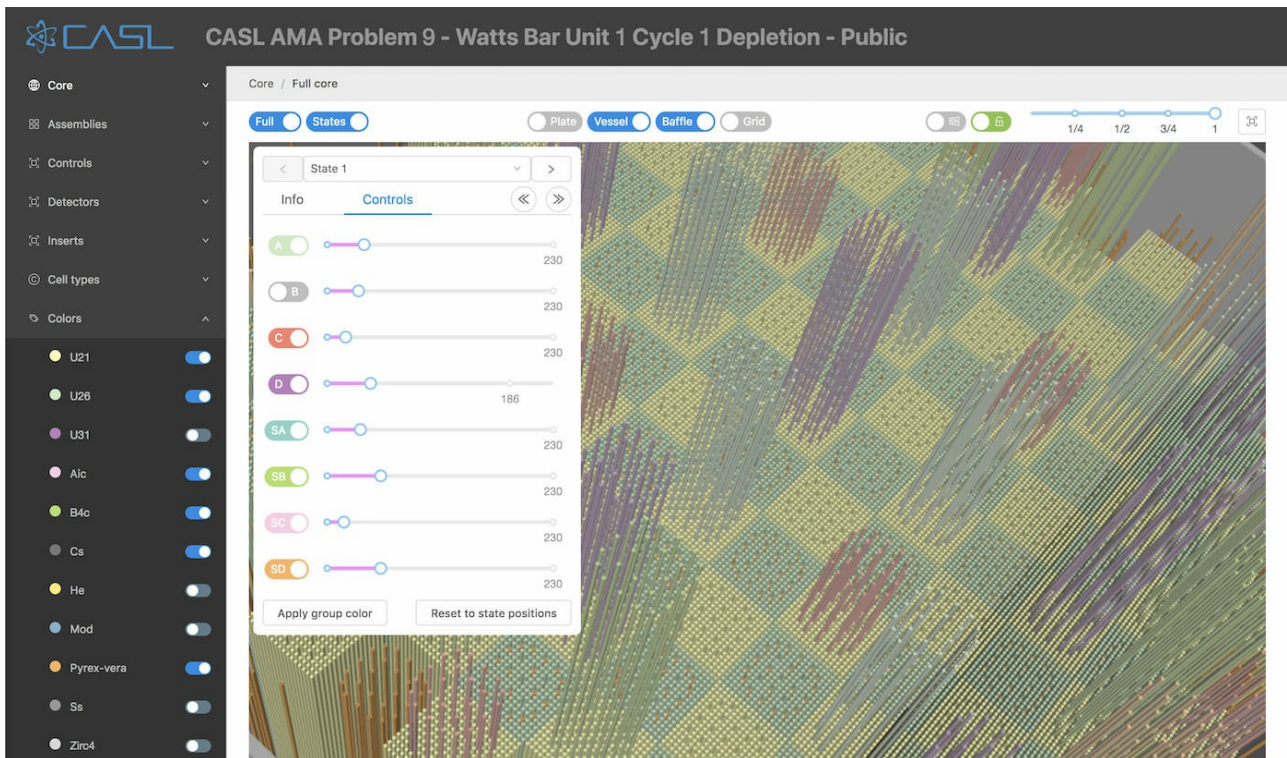 CASL CASL AMA Problem 9 - Watts Bar Unit 1 Cycle 1 Depletion - Public
Core
Assemblies
Controls
Detectors
Inserts
Cell types
Colors
U21
U26
U31
Aic
B4c
Cs
He
Mod
Pyrex-vera
Ss
Zirc4
Core / Full core
Full States Plate Vessel Baffle Grid 1/4 1/2 3/4 1
State 1
Info Controls
A 230
B 230
C 230
D 186
SA 230
SB 230
SC 230
SD 230
Apply group color Reset to state positions